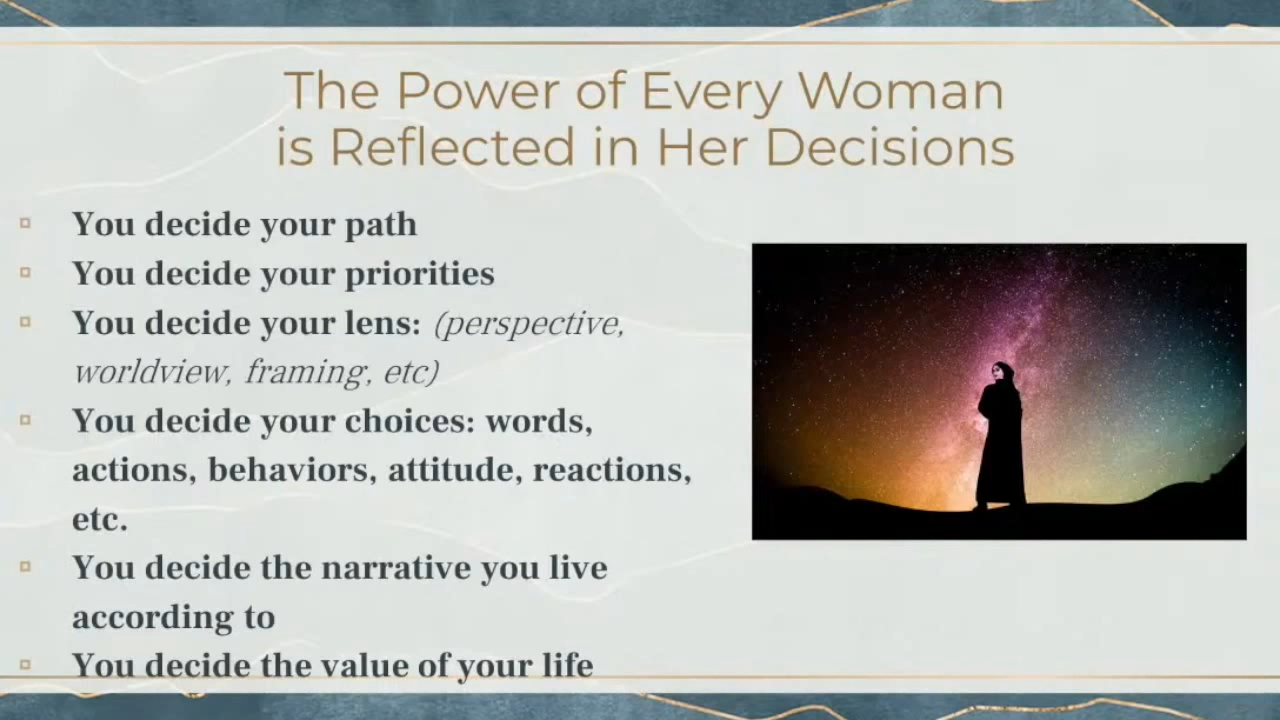 The Power of Every Woman
is Reflected in Her Decisions
You decide your path
You decide your priorities
You decide your lens: (perspective,
worldview, framing, etc)
You decide your choices: words,
actions, behaviors, attitude, reactions,
etc.
You decide the narrative you live
according to
You decide the value of your life